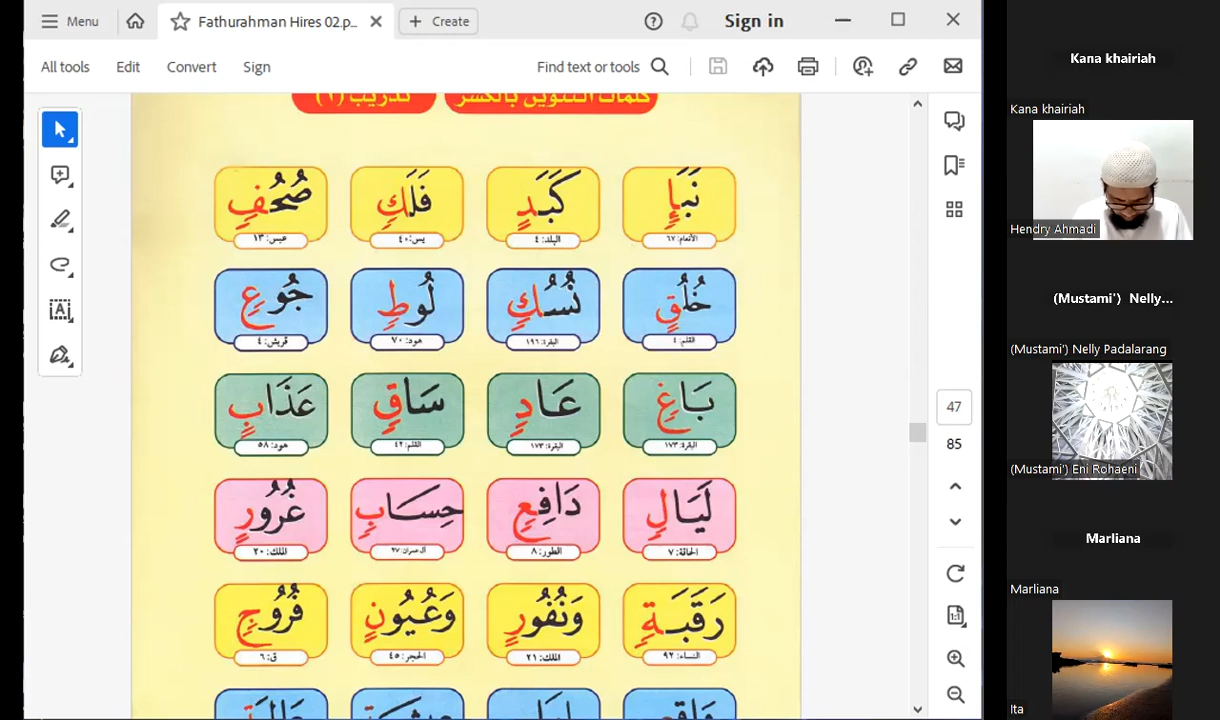 Menu
Fathurahman Hires 02.p...
Create
Sign in
All tools
Edit
Convert
Sign
Find text or tools
كلمات التنوين بالكسر
تدريب (١)
نَبَإٍ
كَبَدٍ
فَلَكٍ
صُحُفٍ
الأنعام: ٦٧
البلد: ٤
يس: ٤٠
عبس: ١٣
خُلُقٍ
نُسُكٍ
لُوطٍ
جُوعٍ
القلم: ٤
البقرة: ١٩٦
هود: ٧٠
قريش: ٤
بَاغٍ
عَادٍ
سَاقٍ
عَذَابٍ
البقرة: ١٧٣
البقرة: ١٧٣
القلم: ٤٢
هود: ٥٨
لَيَالٍ
دَافِعٍ
حِسَابٍ
غُرُورٍ
الحاقة: ٧
الطور: ٨
آل عمران: ٢٧
الملك: ٢٠
رَقَبَةٍ
وَنُفُورٍ
وَعُيُونٍ
فُرُوجٍ
النساء: ٩٢
الملك: ٢١
الحجر: ٤٥
ق: ٦
47
85
Kana khairiah
Kana khairiah
Hendry Ahmadi
(Mustami') Nelly...
(Mustami') Nelly Padalarang
(Mustami') Eni Rohaeni
Marliana
Marliana
Ita